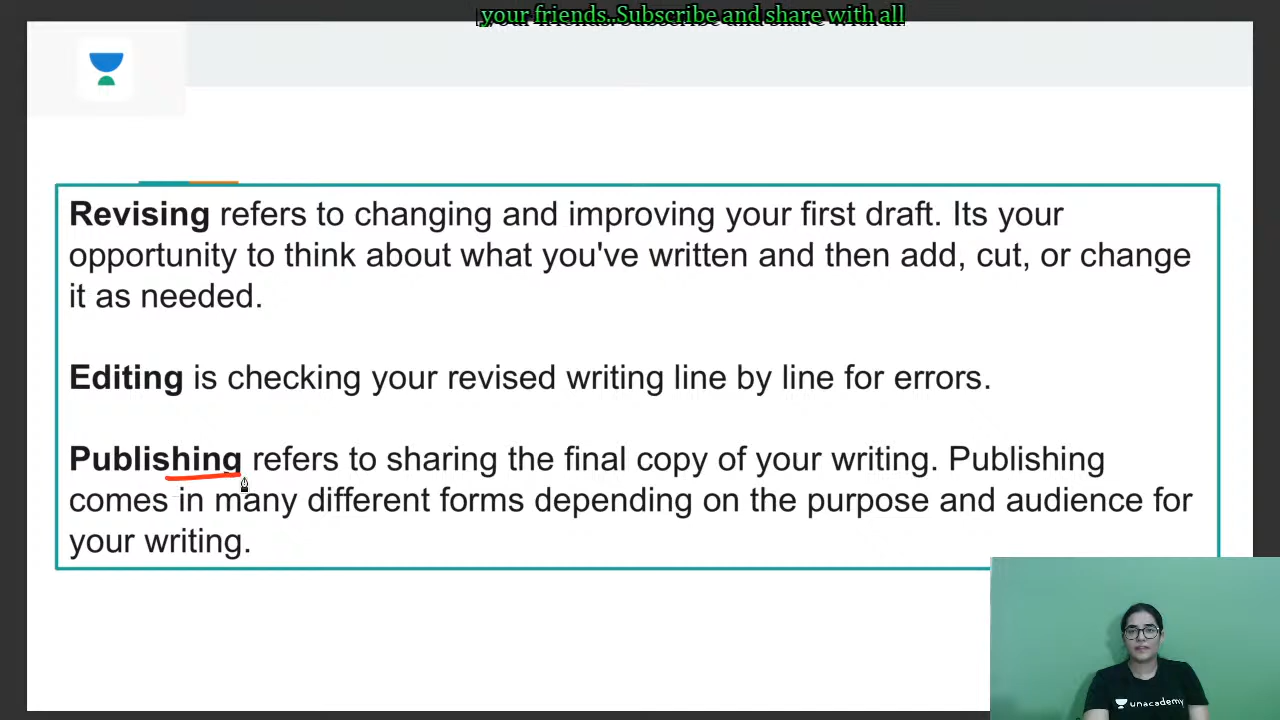 your friends..Subscribe and share with all
Revising refers to changing and improving your first draft. Its your
opportunity to think about what you've written and then add, cut, or change
it as needed.
Editing is checking your revised writing line by line for errors.
Publishing refers to sharing the final copy of your writing. Publishing
comes in many different forms depending on the purpose and audience for
your writing.
unacademy